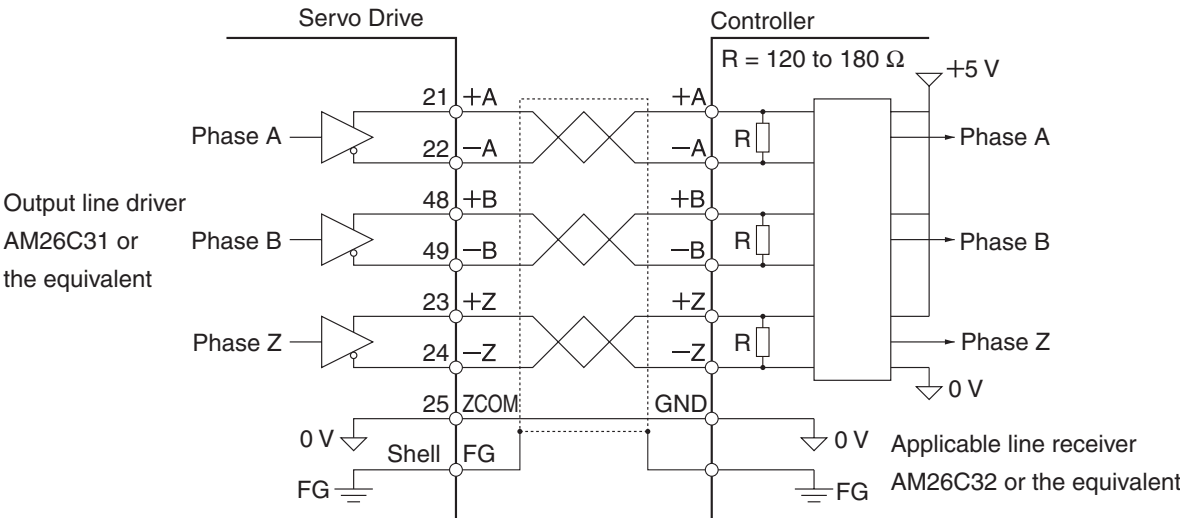 Servo Drive
Controller
R = 120 to 180 Ω
+5 V
21 +A
+A
Phase A
R
Phase A
22 −A
−A
48 +B
+B
Output line driver
AM26C31 or
the equivalent
Phase B
R
Phase B
49 −B
−B
23 +Z
+Z
Phase Z
R
Phase Z
24 −Z
−Z
0 V
25 ZCOM
GND
0 V
0 V
Shell FG
FG
FG
Applicable line receiver
AM26C32 or the equivalent